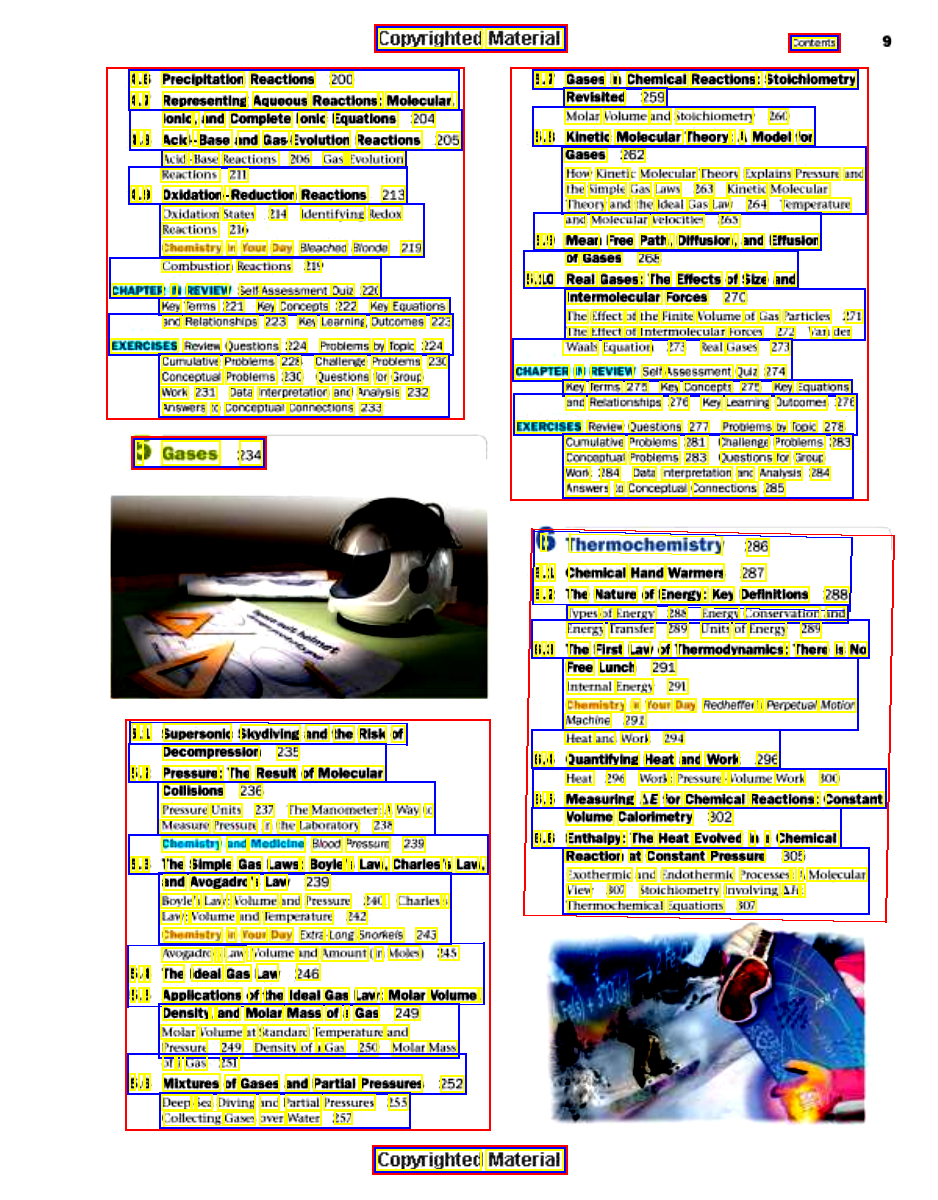 Copyrighted Material
Contents 9
4.6 Precipitation Reactions 200
4.7 Representing Aqueous Reactions: Molecular,
Ionic, and Complete Ionic Equations 204
4.8 Acid–Base and Gas-Evolution Reactions 205
Acid–Base Reactions 206 Gas Evolution
Reactions 211
4.9 Oxidation–Reduction Reactions 213
Oxidation States 214 Identifying Redox
Reactions 216
Chemistry in Your Day Bleached Blonde 219
Combustion Reactions 219
CHAPTER IN REVIEW Self Assessment Quiz 220
Key Terms 221 Key Concepts 222 Key Equations
and Relationships 223 Key Learning Outcomes 223
EXERCISES Review Questions 224 Problems by Topic 224
Cumulative Problems 228 Challenge Problems 230
Conceptual Problems 230 Questions for Group
Work 231 Data Interpretation and Analysis 232
Answers to Conceptual Connections 233
5 Gases 234
5.1 Supersonic Skydiving and the Risk of
Decompression 235
5.2 Pressure: The Result of Molecular
Collisions 236
Pressure Units 237 The Manometer: A Way to
Measure Pressure in the Laboratory 238
Chemistry and Medicine Blood Pressure 239
5.3 The Simple Gas Laws: Boyle's Law, Charles's Law,
and Avogadro's Law 239
Boyle's Law: Volume and Pressure 240 Charles's
Law: Volume and Temperature 242
Chemistry in Your Day Extra-Long Snorkels 243
Avogadro's Law: Volume and Amount (in Moles) 245
5.4 The Ideal Gas Law 246
5.5 Applications of the Ideal Gas Law: Molar Volume,
Density, and Molar Mass of a Gas 249
Molar Volume at Standard Temperature and
Pressure 249 Density of a Gas 250 Molar Mass
of a Gas 251
5.6 Mixtures of Gases and Partial Pressures 252
Deep-Sea Diving and Partial Pressures 255
Collecting Gases over Water 257
5.7 Gases in Chemical Reactions: Stoichiometry
Revisited 259
Molar Volume and Stoichiometry 260
5.8 Kinetic Molecular Theory: A Model for
Gases 262
How Kinetic Molecular Theory Explains Pressure and
the Simple Gas Laws 263 Kinetic Molecular
Theory and the Ideal Gas Law 264 Temperature
and Molecular Velocities 265
5.9 Mean Free Path, Diffusion, and Effusion
of Gases 268
5.10 Real Gases: The Effects of Size and
Intermolecular Forces 270
The Effect of the Finite Volume of Gas Particles 271
The Effect of Intermolecular Forces 272 Van der
Waals Equation 273 Real Gases 273
CHAPTER IN REVIEW Self Assessment Quiz 274
Key Terms 275 Key Concepts 275 Key Equations
and Relationships 276 Key Learning Outcomes 276
EXERCISES Review Questions 277 Problems by Topic 278
Cumulative Problems 281 Challenge Problems 283
Conceptual Problems 283 Questions for Group
Work 284 Data Interpretation and Analysis 284
Answers to Conceptual Connections 285
6 Thermochemistry 286
6.1 Chemical Hand Warmers 287
6.2 The Nature of Energy: Key Definitions 288
Types of Energy 288 Energy Conservation and
Energy Transfer 289 Units of Energy 289
6.3 The First Law of Thermodynamics: There Is No
Free Lunch 291
Internal Energy 291
Chemistry in Your Day Redheffer's Perpetual Motion
Machine 291
Heat and Work 294
6.4 Quantifying Heat and Work 296
Heat 296 Work: Pressure–Volume Work 300
6.5 Measuring ΔE for Chemical Reactions: Constant-
Volume Calorimetry 302
6.6 Enthalpy: The Heat Evolved in a Chemical
Reaction at Constant Pressure 305
Exothermic and Endothermic Processes: A Molecular
View 307 Stoichiometry Involving ΔH:
Thermochemical Equations 307
Copyrighted Material